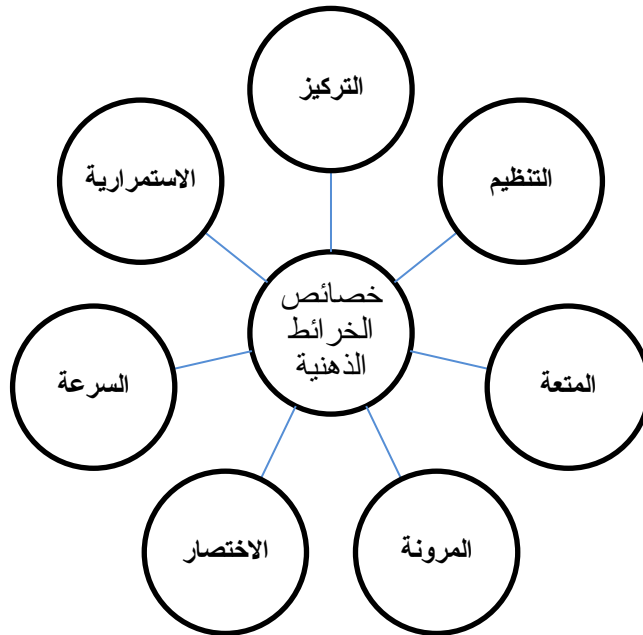 التركيز
التنظيم
الاستمرارية
خصائص
الخرائط
الذهنية
المتعة
السرعة
المرونة
الاختصار